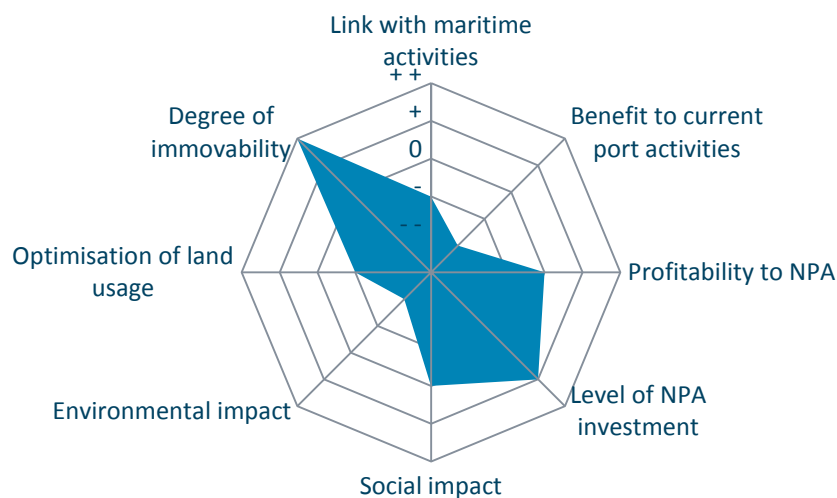 Link with maritime
activities
+ +
+
0
-
- -
Benefit to current
port activities
Profitability to NPA
Level of NPA
investment
Social impact
Environmental impact
Optimisation of land
usage
Degree of
immovability